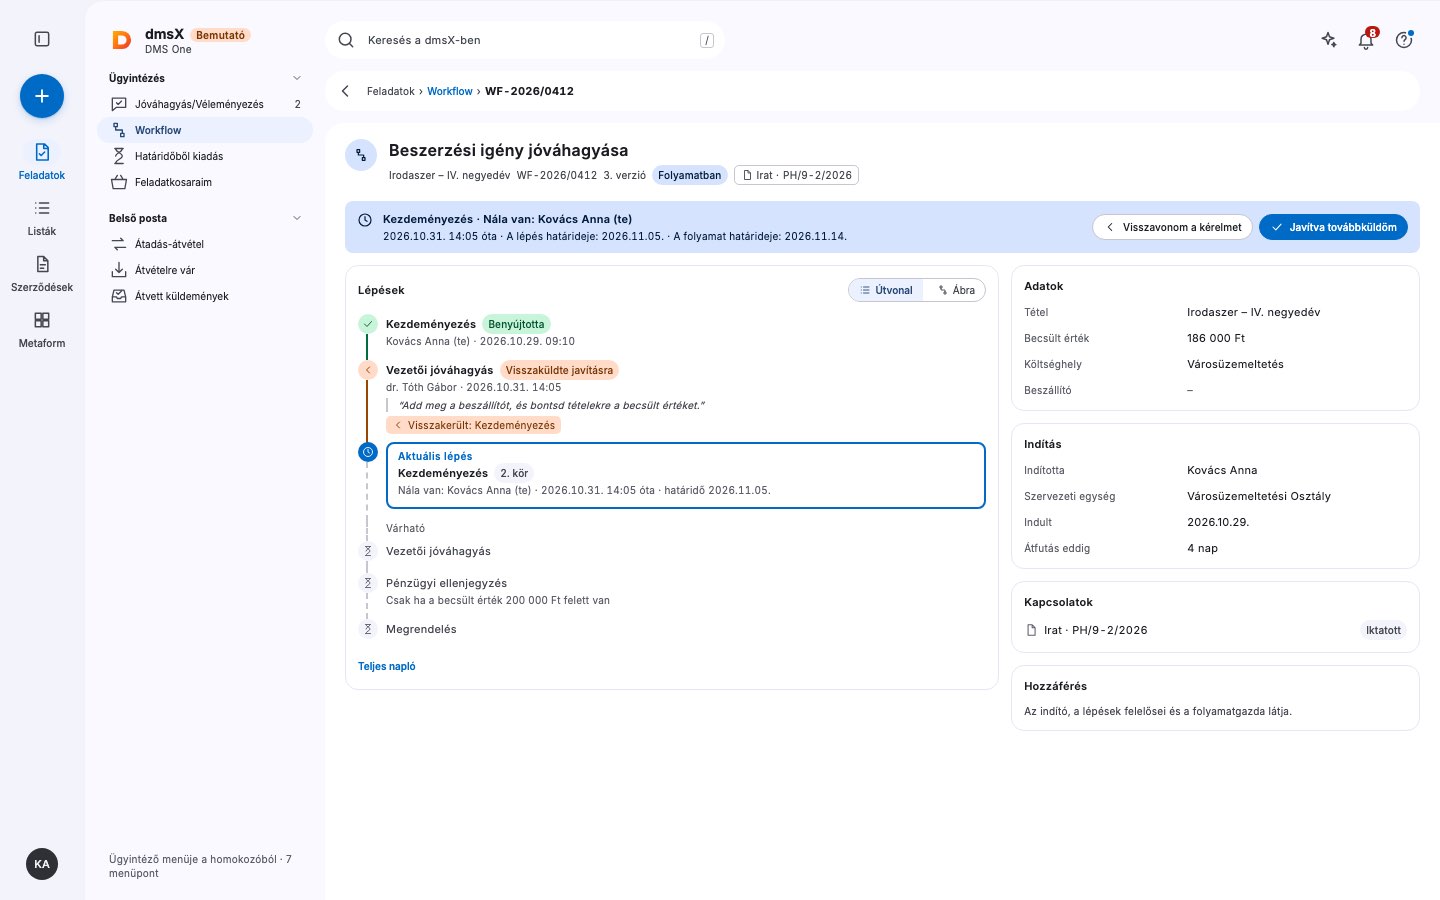 dmsX Bemutató
DMS One
Keresés a dmsX-ben /
8
Ügyintézés
Jóváhagyás/Véleményezés 2
Workflow
Határidőből kiadás
Feladatkosaraim
Belső posta
Átadás-átvétel
Átvételre vár
Átvett küldemények
Feladatok
Listák
Szerződések
Metaform
KA
Ügyintéző menüje a homokozóból · 7
menüpont
Feladatok › Workflow › WF-2026/0412
Beszerzési igény jóváhagyása
Irodaszer – IV. negyedév WF-2026/0412 3. verzió Folyamatban Irat · PH/9-2/2026
Kezdeményezés · Nála van: Kovács Anna (te)
2026.10.31. 14:05 óta · A lépés határideje: 2026.11.05. · A folyamat határideje: 2026.11.14.
Visszavonom a kérelmet
Javítva továbbküldöm
Lépések
Útvonal
Ábra
Kezdeményezés Benyújtotta
Kovács Anna (te) · 2026.10.29. 09:10
Vezetői jóváhagyás Visszaküldte javításra
dr. Tóth Gábor · 2026.10.31. 14:05
“Add meg a beszállítót, és bontsd tételekre a becsült értéket.”
Visszakerült: Kezdeményezés
Aktuális lépés
Kezdeményezés 2. kör
Nála van: Kovács Anna (te) · 2026.10.31. 14:05 óta · határidő 2026.11.05.
Várható
Vezetői jóváhagyás
Pénzügyi ellenjegyzés
Csak ha a becsült érték 200 000 Ft felett van
Megrendelés
Teljes napló
Adatok
Tétel Irodaszer – IV. negyedév
Becsült érték 186 000 Ft
Költséghely Városüzemeltetés
Beszállító –
Indítás
Indította Kovács Anna
Szervezeti egység Városüzemeltetési Osztály
Indult 2026.10.29.
Átfutás eddig 4 nap
Kapcsolatok
Irat · PH/9-2/2026 Iktatott
Hozzáférés
Az indító, a lépések felelősei és a folyamatgazda látja.